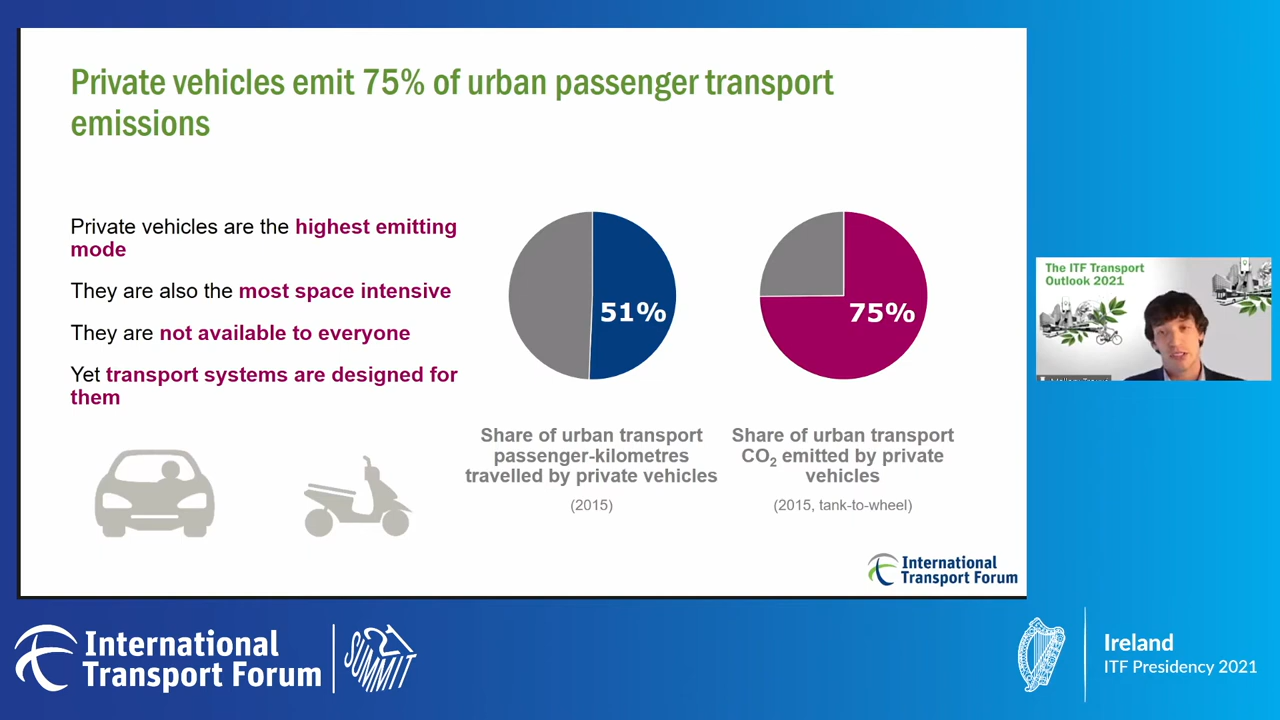 Private vehicles emit 75% of urban passenger transport
emissions
Private vehicles are the highest emitting
mode
They are also the most space intensive
They are not available to everyone
Yet transport systems are designed for
them
51%
75%
Share of urban transport
passenger-kilometres
travelled by private vehicles
(2015)
Share of urban transport
CO2 emitted by private
vehicles
(2015, tank-to-wheel)
International
Transport Forum
The ITF Transport
Outlook 2021
International
Transport Forum
SUMMIT
Ireland
ITF Presidency 2021